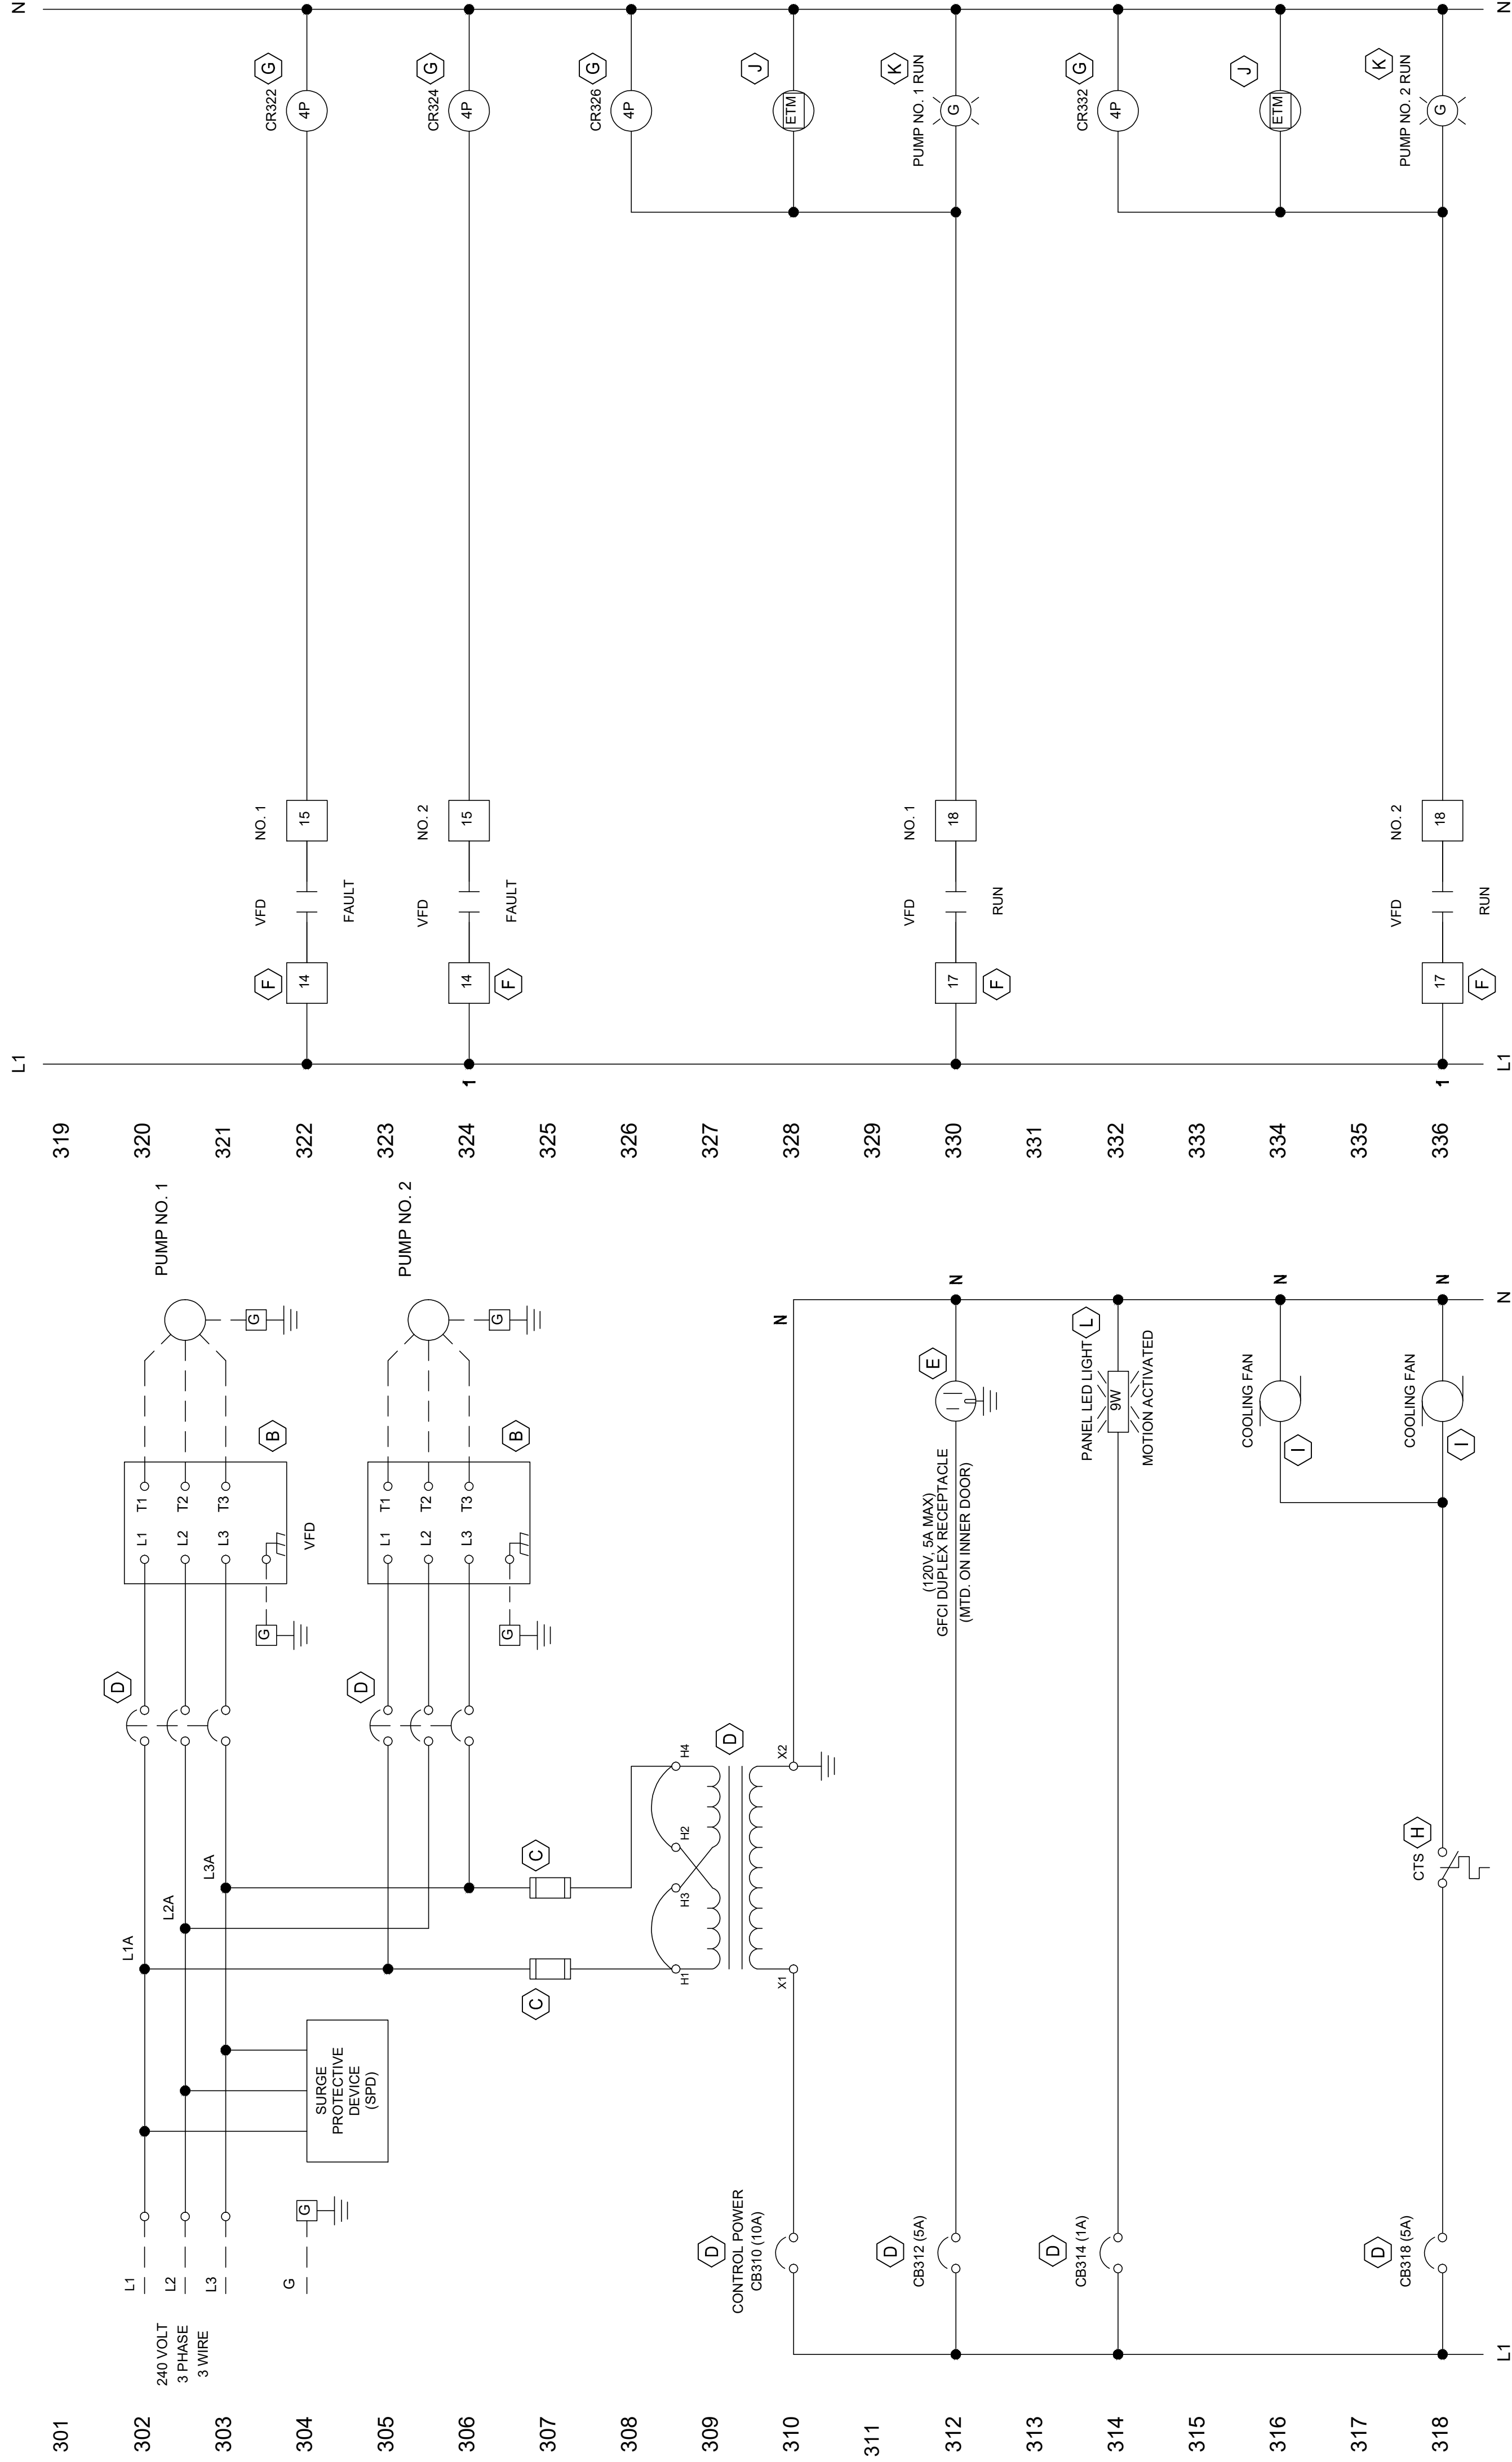 301
302
303
304
305
306
307
308
309
310
311
312
313
314
315
316
317
318
240 VOLT
3 PHASE
3 WIRE
L1
L2
L3
G
G
SURGE
PROTECTIVE
DEVICE
(SPD)
L1A
L2A
L3A
D
L1 T1
L2 T2
L3 T3
G
VFD
B
G
PUMP NO. 1
D
L1 T1
L2 T2
L3 T3
G
B
G
PUMP NO. 2
C
C
H1 H3 H2 H4
D
X1 X2
D
CONTROL POWER
CB310 (10A)
N
D
CB312 (5A)
(120V, 5A MAX)
GFCI DUPLEX RECEPTACLE
(MTD. ON INNER DOOR)
E
N
D
CB314 (1A)
PANEL LED LIGHT
L
9W
MOTION ACTIVATED
COOLING FAN
I
N
D
CB318 (5A)
CTS
H
COOLING FAN
I
N
L1
N
319
320
321
322
323
324
325
326
327
328
329
330
331
332
333
334
335
336
L1
N
F
VFD
NO. 1
14
15
FAULT
CR322
G
4P
VFD
NO. 2
1
14
15
F
FAULT
CR324
G
4P
CR326
G
4P
J
ETM
VFD
NO. 1
17
18
F
RUN
PUMP NO. 1 RUN
K
G
CR332
G
4P
J
ETM
VFD
NO. 2
1
17
18
F
RUN
PUMP NO. 2 RUN
K
G
L1
N